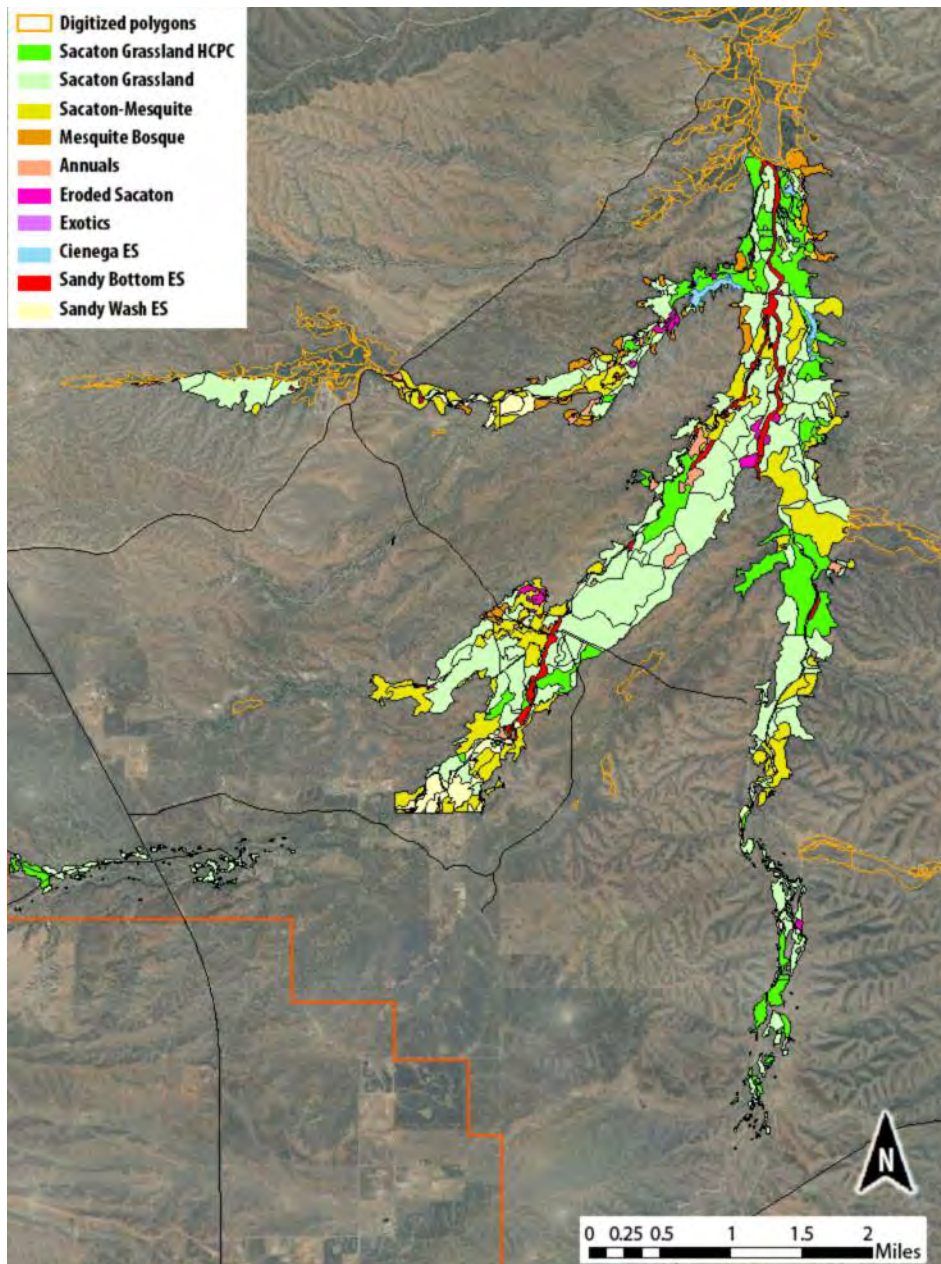 Digitized polygons
Sacaton Grassland HCPC
Sacaton Grassland
Sacaton-Mesquite
Mesquite Bosque
Annuals
Eroded Sacaton
Exotics
Cienega ES
Sandy Bottom ES
Sandy Wash ES
N
0 0.25 0.5 1 1.5 2
Miles